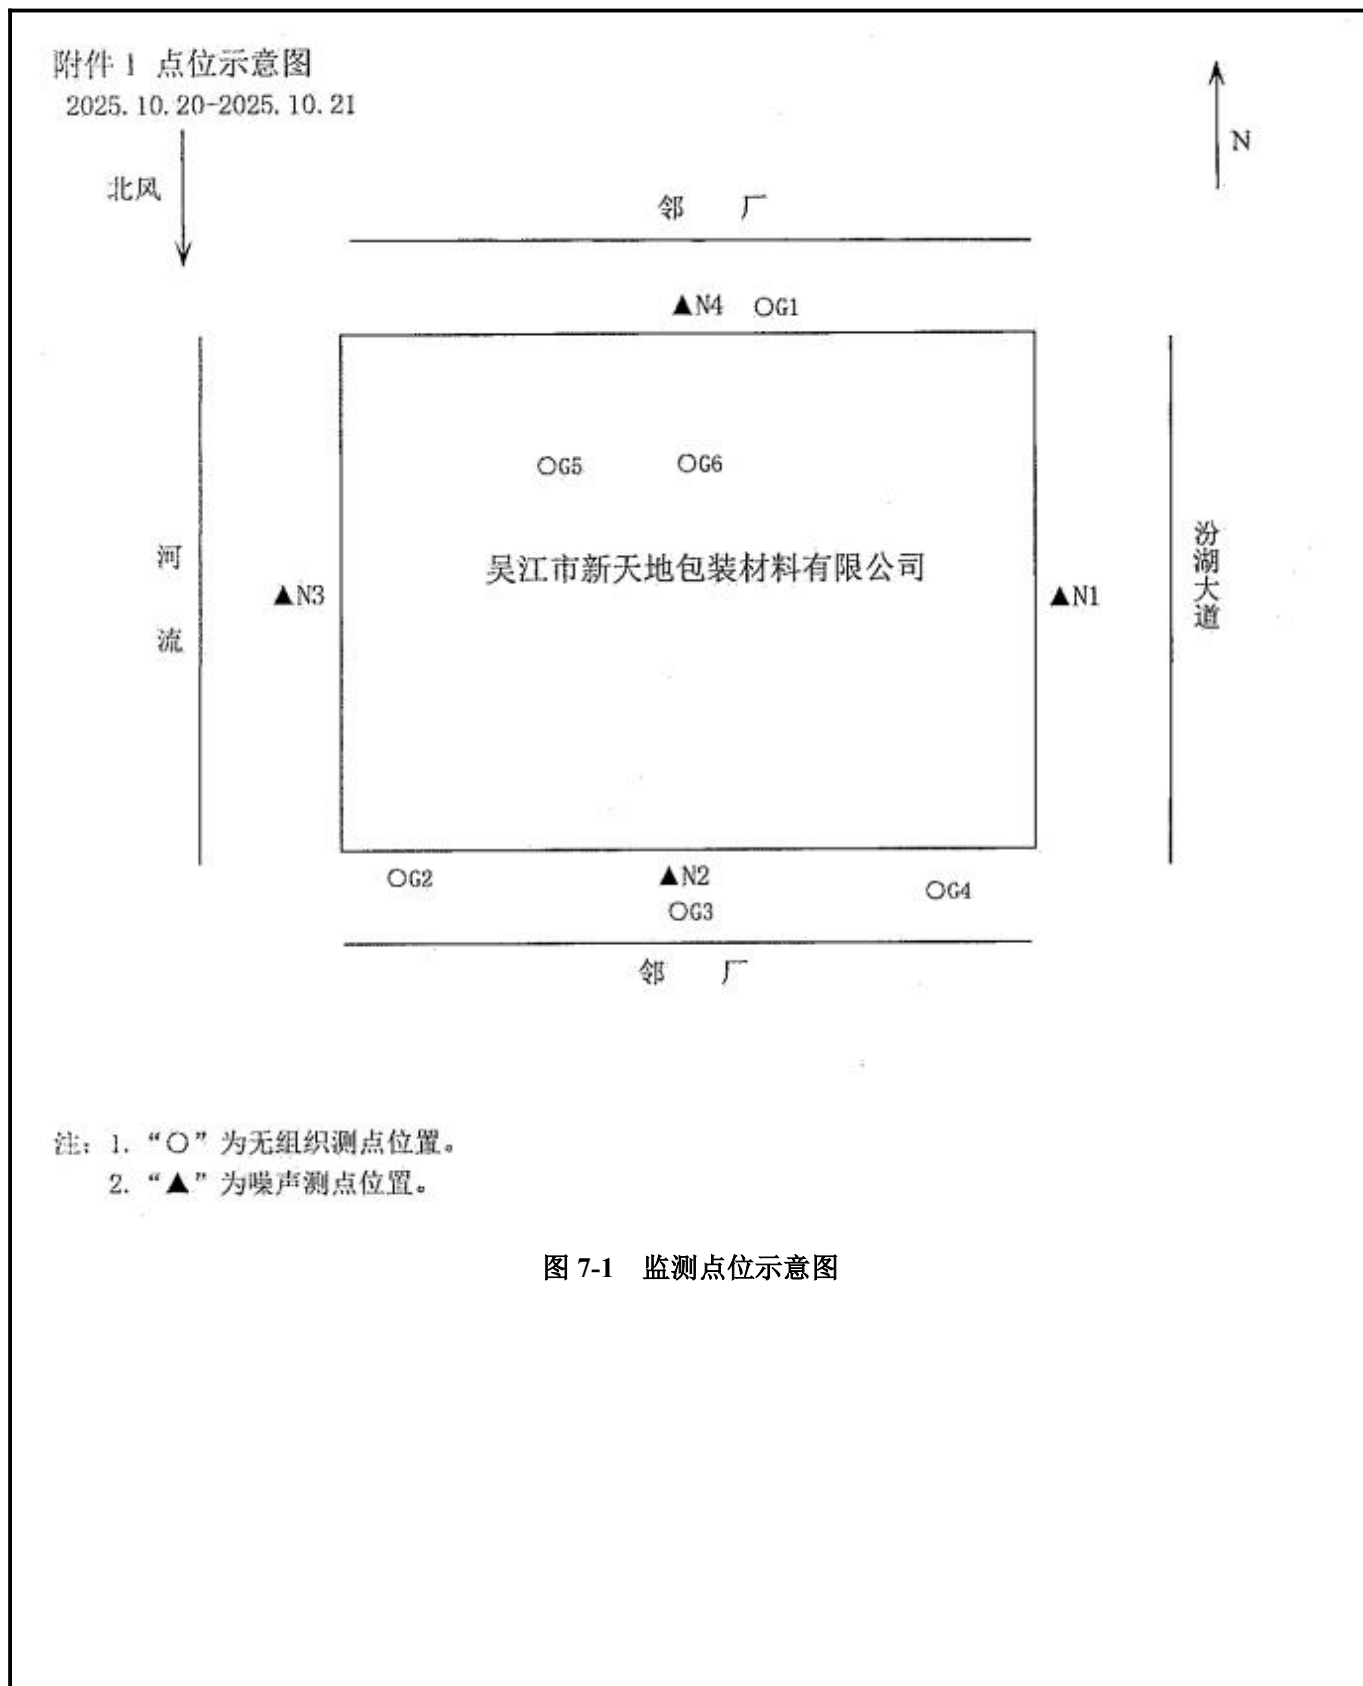 附件 1 点位示意图
2025.10.20-2025.10.21
N
北风
邻 厂
▲N4 ○G1
○G5 ○G6
吴江市新天地包装材料有限公司
河流
▲N3
▲N1
汾湖大道
○G2
▲N2
○G3
○G4
邻 厂
注：1.“○”为无组织测点位置。
2.“▲”为噪声测点位置。
图 7-1 监测点位示意图